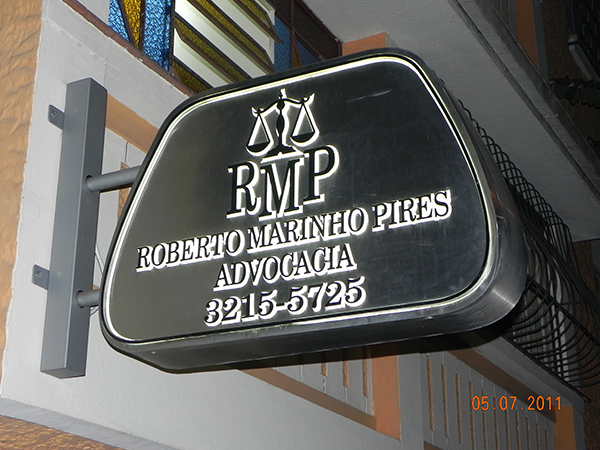 RMP
ROBERTO MARINHO PIRES
ADVOCACIA
3215-5725
05.07.2011